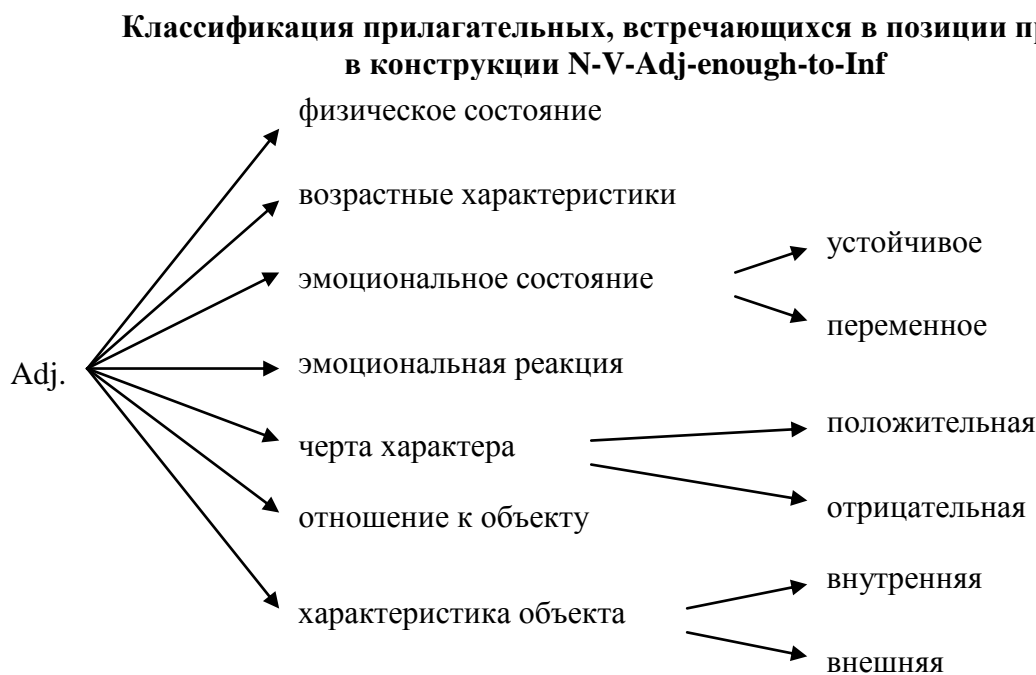 Классификация прилагательных, встречающихся в позиции
в конструкции N-V-Adj-enough-to-Inf
физическое состояние
возрастные характеристики
устойчивое
эмоциональное состояние
переменное
эмоциональная реакция
Adj.
положительная
черта характера
отрицательная
отношение к объекту
внутренняя
характеристика объекта
внешняя